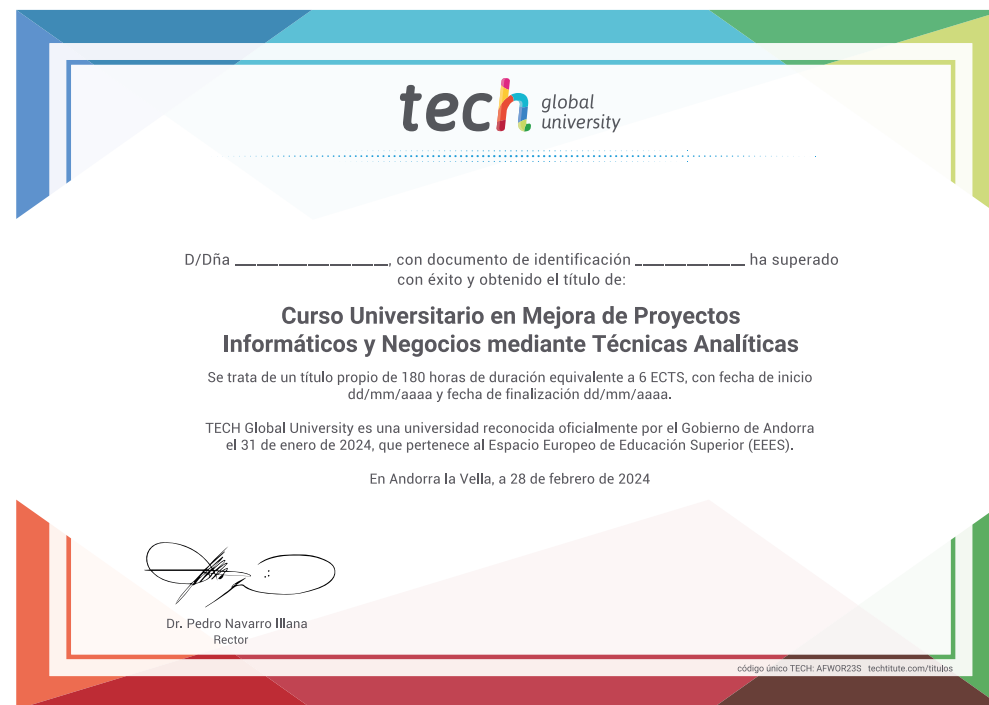 tech global
university
D/Dña ______________, con documento de identificación __________ ha superado
con éxito y obtenido el título de:
Curso Universitario en Mejora de Proyectos
Informáticos y Negocios mediante Técnicas Analíticas
Se trata de un título propio de 180 horas de duración equivalente a 6 ECTS, con fecha de inicio
dd/mm/aaaa y fecha de finalización dd/mm/aaaa.
TECH Global University es una universidad reconocida oficialmente por el Gobierno de Andorra
el 31 de enero de 2024, que pertenece al Espacio Europeo de Educación Superior (EEES).
En Andorra la Vella, a 28 de febrero de 2024
Dr. Pedro Navarro Illana
Rector
código único TECH: AFWOR23S techtitute.com/titulos